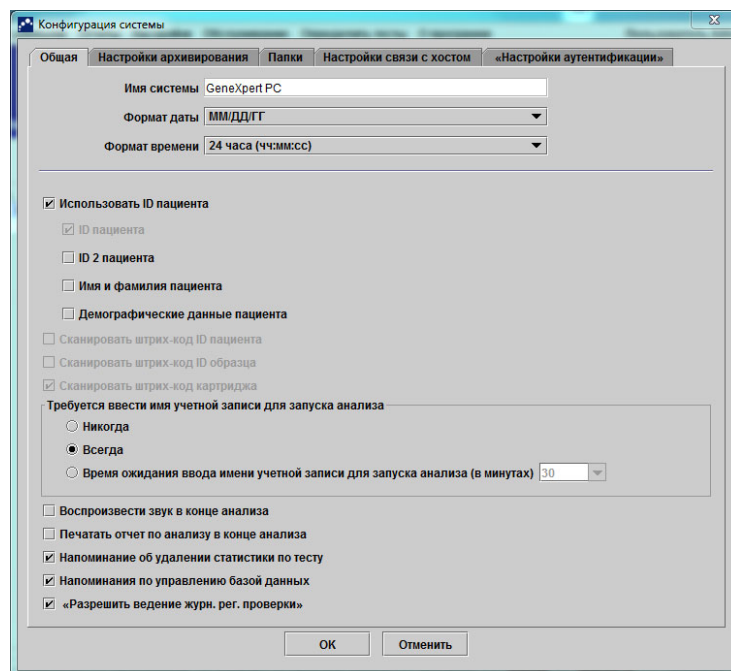 Конфигурация системы
Общая Настройки архивирования Папки Настройки связи с хостом «Настройки аутентификации»
Имя системы GeneXpert PC
Формат даты ММ/ДД/ГГ
Формат времени 24 часа (чч:мм:сс)
Использовать ID пациента
ID пациента
ID 2 пациента
Имя и фамилия пациента
Демографические данные пациента
Сканировать штрих-код ID пациента
Сканировать штрих-код ID образца
Сканировать штрих-код картриджа
Требуется ввести имя учетной записи для запуска анализа
Никогда
Всегда
Время ожидания ввода имени учетной записи для запуска анализа (в минутах) 30
Воспроизвести звук в конце анализа
Печатать отчет по анализу в конце анализа
Напоминание об удалении статистики по тесту
Напоминания по управлению базой данных
«Разрешить ведение журн. рег. проверки»
ОК Отменить